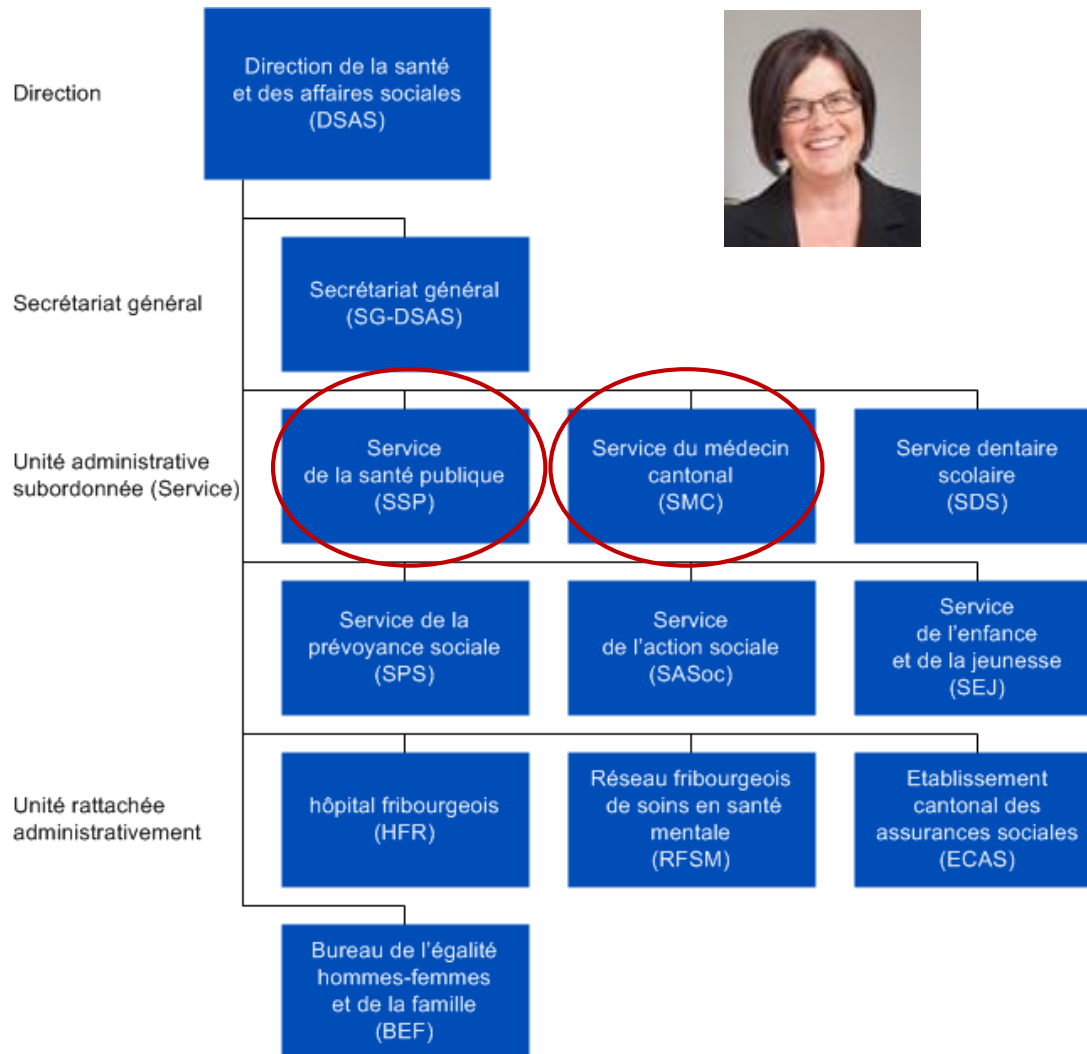 Direction
Direction de la santé
et des affaires sociales
(DSAS)
Secrétariat général
Secrétariat général
(SG-DSAS)
Unité administrative
subordonnée (Service)
Service
de la santé publique
(SSP)
Service du médecin
cantonal
(SMC)
Service dentaire
scolaire
(SDS)
Service de la
prévoyance sociale
(SPS)
Service
de l'action sociale
(SASoc)
Service
de l'enfance
et de la jeunesse
(SEJ)
Unité rattachée
administrativement
hôpital fribourgeois
(HFR)
Réseau fribourgeois
de soins en santé
mentale
(RFSM)
Etablissement
cantonal des
assurances sociales
(ECAS)
Bureau de l'égalité
hommes-femmes
et de la famille
(BEF)